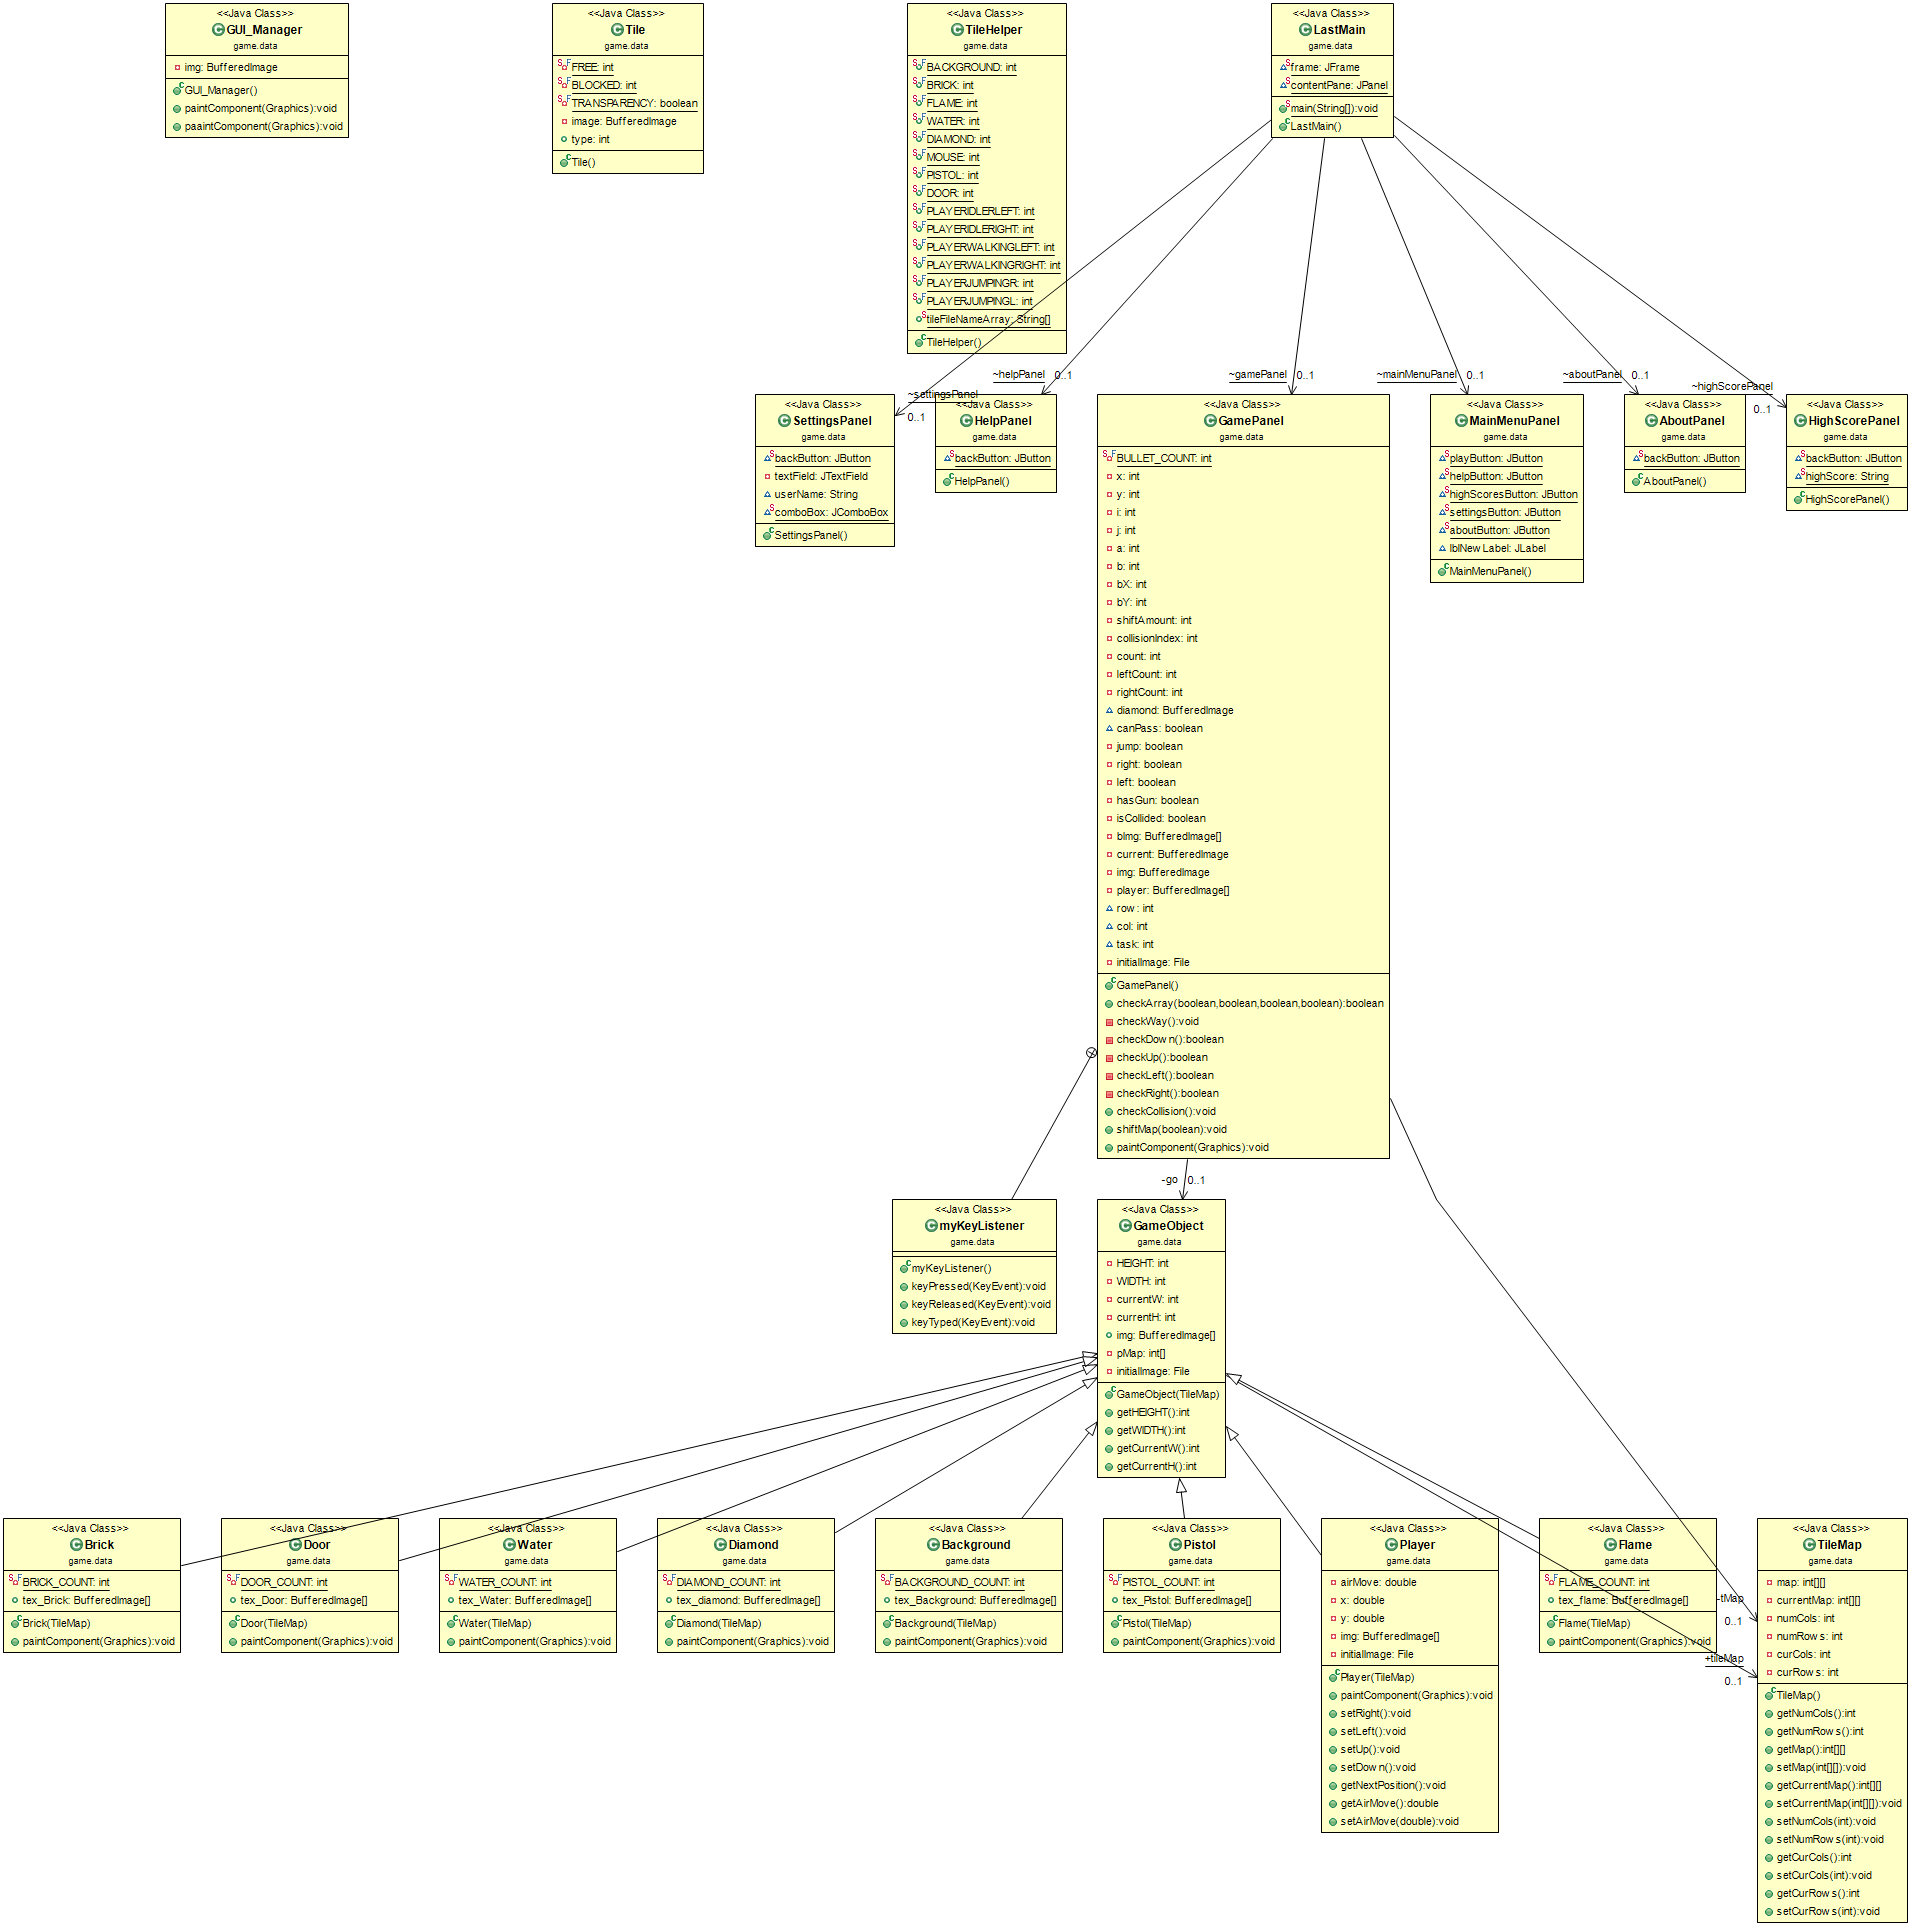 <<Java Class>>
GUI_Manager
game.data
img: BufferedImage
GUI_Manager()
paintComponent(Graphics):void
paaintComponent(Graphics):void
<<Java Class>>
Tile
game.data
FREE: int
BLOCKED: int
TRANSPARENCY: boolean
image: BufferedImage
type: int
Tile()
<<Java Class>>
TileHelper
game.data
BACKGROUND: int
BRICK: int
FLAME: int
WATER: int
DIAMOND: int
MOUSE: int
PISTOL: int
DOOR: int
PLAYERIDLERLEFT: int
PLAYERIDLERIGHT: int
PLAYERWALKINGLEFT: int
PLAYERWALKINGRIGHT: int
PLAYERJUMPINGR: int
PLAYERJUMPINGL: int
tileFileNameArray: String[]
TileHelper()
<<Java Class>>
LastMain
game.data
frame: JFrame
contentPane: JPanel
main(String[]):void
LastMain()
~settingsPanel
0..1
~helpPanel
0..1
~gamePanel
0..1
~mainMenuPanel
0..1
~aboutPanel
0..1
~highScorePanel
0..1
<<Java Class>>
SettingsPanel
game.data
backButton: JButton
textField: JTextField
userName: String
comboBox: JComboBox
SettingsPanel()
<<Java Class>>
HelpPanel
game.data
backButton: JButton
HelpPanel()
<<Java Class>>
GamePanel
game.data
BULLET_COUNT: int
x: int
y: int
i: int
j: int
a: int
b: int
bX: int
bY: int
shiftAmount: int
collisionIndex: int
count: int
leftCount: int
rightCount: int
diamond: BufferedImage
canPass: boolean
jump: boolean
right: boolean
left: boolean
hasGun: boolean
isCollided: boolean
bImg: BufferedImage[]
current: BufferedImage
img: BufferedImage
player: BufferedImage[]
row: int
col: int
task: int
initialImage: File
GamePanel()
checkArray(boolean,boolean,boolean,boolean):boolean
checkWay():void
checkDown():boolean
checkUp():boolean
checkLeft():boolean
checkRight():boolean
checkCollision():void
shiftMap(boolean):void
paintComponent(Graphics):void
<<Java Class>>
MainMenuPanel
game.data
playButton: JButton
helpButton: JButton
highScoresButton: JButton
settingsButton: JButton
aboutButton: JButton
lblNewLabel: JLabel
MainMenuPanel()
<<Java Class>>
AboutPanel
game.data
backButton: JButton
AboutPanel()
<<Java Class>>
HighScorePanel
game.data
backButton: JButton
highScore: String
HighScorePanel()
-go
0..1
<<Java Class>>
myKeyListener
game.data
myKeyListener()
keyPressed(KeyEvent):void
keyReleased(KeyEvent):void
keyTyped(KeyEvent):void
<<Java Class>>
GameObject
game.data
HEIGHT: int
WIDTH: int
currentW: int
currentH: int
img: BufferedImage[]
pMap: int[]
initialImage: File
GameObject(TileMap)
getHEIGHT():int
getWIDTH():int
getCurrentW():int
getCurrentH():int
<<Java Class>>
Brick
game.data
BRICK_COUNT: int
tex_Brick: BufferedImage[]
Brick(TileMap)
paintComponent(Graphics):void
<<Java Class>>
Door
game.data
DOOR_COUNT: int
tex_Door: BufferedImage[]
Door(TileMap)
paintComponent(Graphics):void
<<Java Class>>
Water
game.data
WATER_COUNT: int
tex_Water: BufferedImage[]
Water(TileMap)
paintComponent(Graphics):void
<<Java Class>>
Diamond
game.data
DIAMOND_COUNT: int
tex_diamond: BufferedImage[]
Diamond(TileMap)
paintComponent(Graphics):void
<<Java Class>>
Background
game.data
BACKGROUND_COUNT: int
tex_Background: BufferedImage[]
Background(TileMap)
paintComponent(Graphics):void
<<Java Class>>
Pistol
game.data
PISTOL_COUNT: int
tex_Pistol: BufferedImage[]
Pistol(TileMap)
paintComponent(Graphics):void
<<Java Class>>
Player
game.data
airMove: double
x: double
y: double
img: BufferedImage[]
initialImage: File
Player(TileMap)
paintComponent(Graphics):void
setRight():void
setLeft():void
setUp():void
setDown():void
getNextPosition():void
getAirMove():double
setAirMove(double):void
<<Java Class>>
Flame
game.data
FLAME_COUNT: int
tex_flame: BufferedImage[]
Flame(TileMap)
paintComponent(Graphics):void
-tMap
0..1
+tileMap
0..1
<<Java Class>>
TileMap
game.data
map: int[][]
currentMap: int[][]
numCols: int
numRows: int
curCols: int
curRows: int
TileMap()
getNumCols():int
getNumRows():int
getMap():int[][]
setMap(int[][]):void
getCurrentMap():int[][]
setCurrentMap(int[][]):void
setNumCols(int):void
setNumRows(int):void
getCurCols():int
setCurCols(int):void
getCurRows():int
setCurRows(int):void